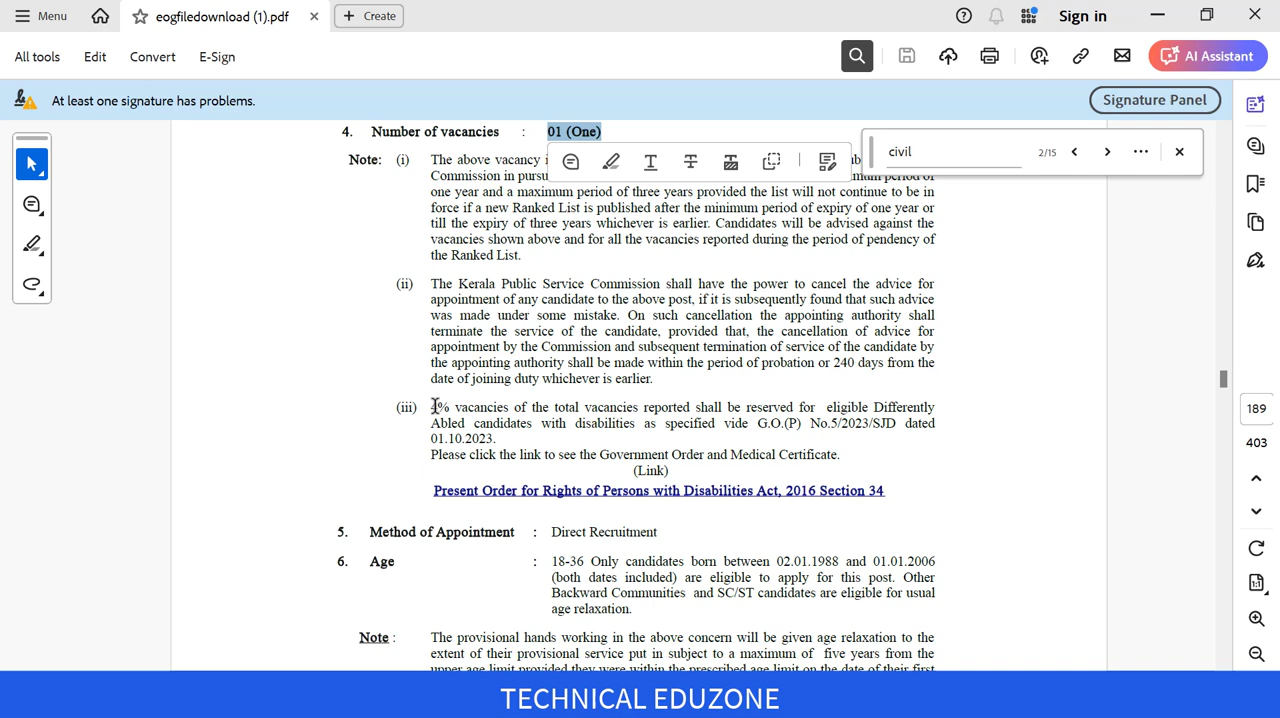 Menu
eogfiledownload (1).pdf
Create
Sign in
All tools
Edit
Convert
E-Sign
AI Assistant
At least one signature has problems.
Signature Panel
civil
2/15
4. Number of vacancies : 01 (One)
Note: (i) The above vacancy i
Commission in pursu
one year and a maximum period of three years provided the list will not continue to be in
force if a new Ranked List is published after the minimum period of expiry of one year or
till the expiry of three years whichever is earlier. Candidates will be advised against the
vacancies shown above and for all the vacancies reported during the period of pendency of
the Ranked List.
(ii) The Kerala Public Service Commission shall have the power to cancel the advice for
appointment of any candidate to the above post, if it is subsequently found that such advice
was made under some mistake. On such cancellation the appointing authority shall
terminate the service of the candidate, provided that, the cancellation of advice for
appointment by the Commission and subsequent termination of service of the candidate by
the appointing authority shall be made within the period of probation or 240 days from the
date of joining duty whichever is earlier.
(iii) % vacancies of the total vacancies reported shall be reserved for eligible Differently
Abled candidates with disabilities as specified vide G.O.(P) No.5/2023/SJD dated
01.10.2023.
Please click the link to see the Government Order and Medical Certificate.
(Link)
Present Order for Rights of Persons with Disabilities Act, 2016 Section 34
5. Method of Appointment : Direct Recruitment
6. Age : 18-36 Only candidates born between 02.01.1988 and 01.01.2006
(both dates included) are eligible to apply for this post. Other
Backward Communities and SC/ST candidates are eligible for usual
age relaxation.
Note : The provisional hands working in the above concern will be given age relaxation to the
extent of their provisional service put in subject to a maximum of five years from the
upper age limit provided they were within the prescribed age limit on the date of their first
189
403
1:1
TECHNICAL EDUZONE